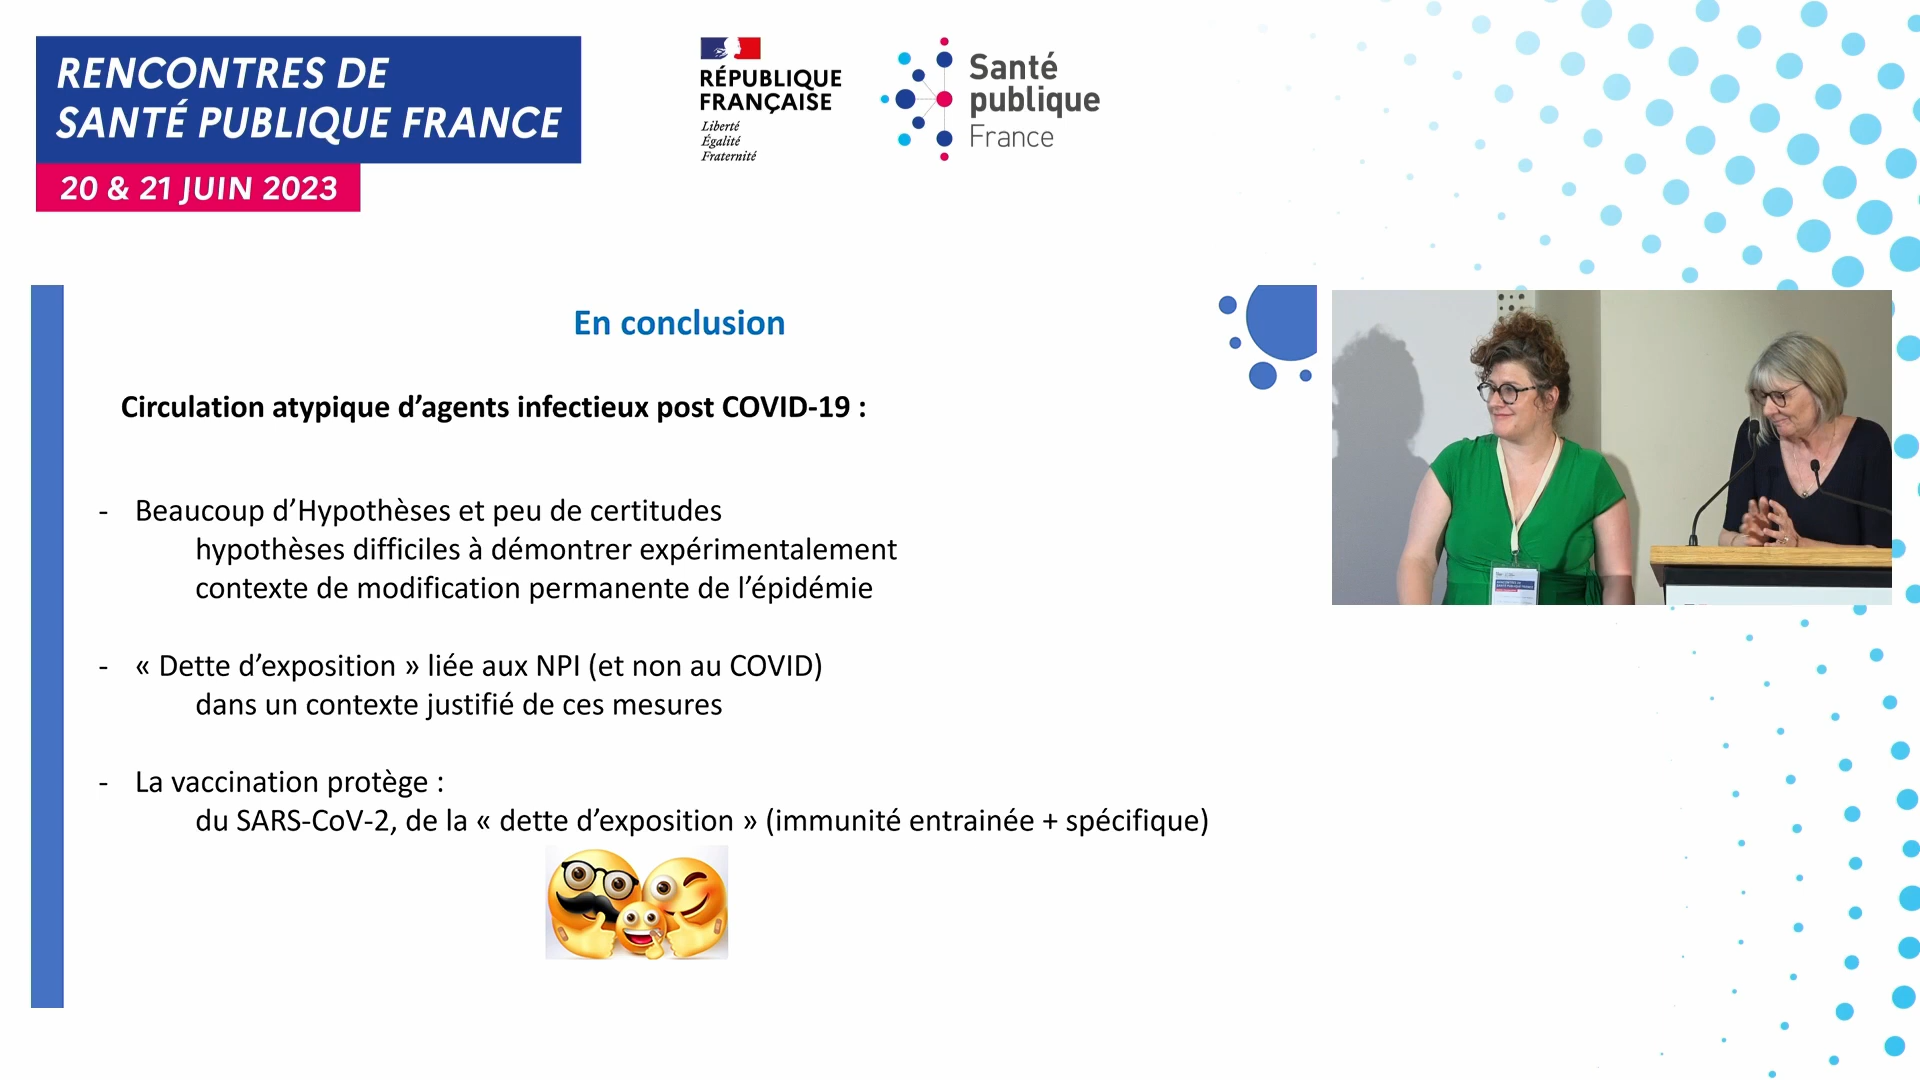 RENCONTRES DE
SANTÉ PUBLIQUE FRANCE
20 & 21 JUIN 2023
RÉPUBLIQUE
FRANÇAISE
Liberté
Égalité
Fraternité
Santé
publique
France
En conclusion
Circulation atypique d’agents infectieux post COVID-19 :
- Beaucoup d’Hypothèses et peu de certitudes
hypothèses difficiles à démontrer expérimentalement
contexte de modification permanente de l’épidémie
- « Dette d’exposition » liée aux NPI (et non au COVID)
dans un contexte justifié de ces mesures
- La vaccination protège :
du SARS-CoV-2, de la « dette d’exposition » (immunité entrainée + spécifique)